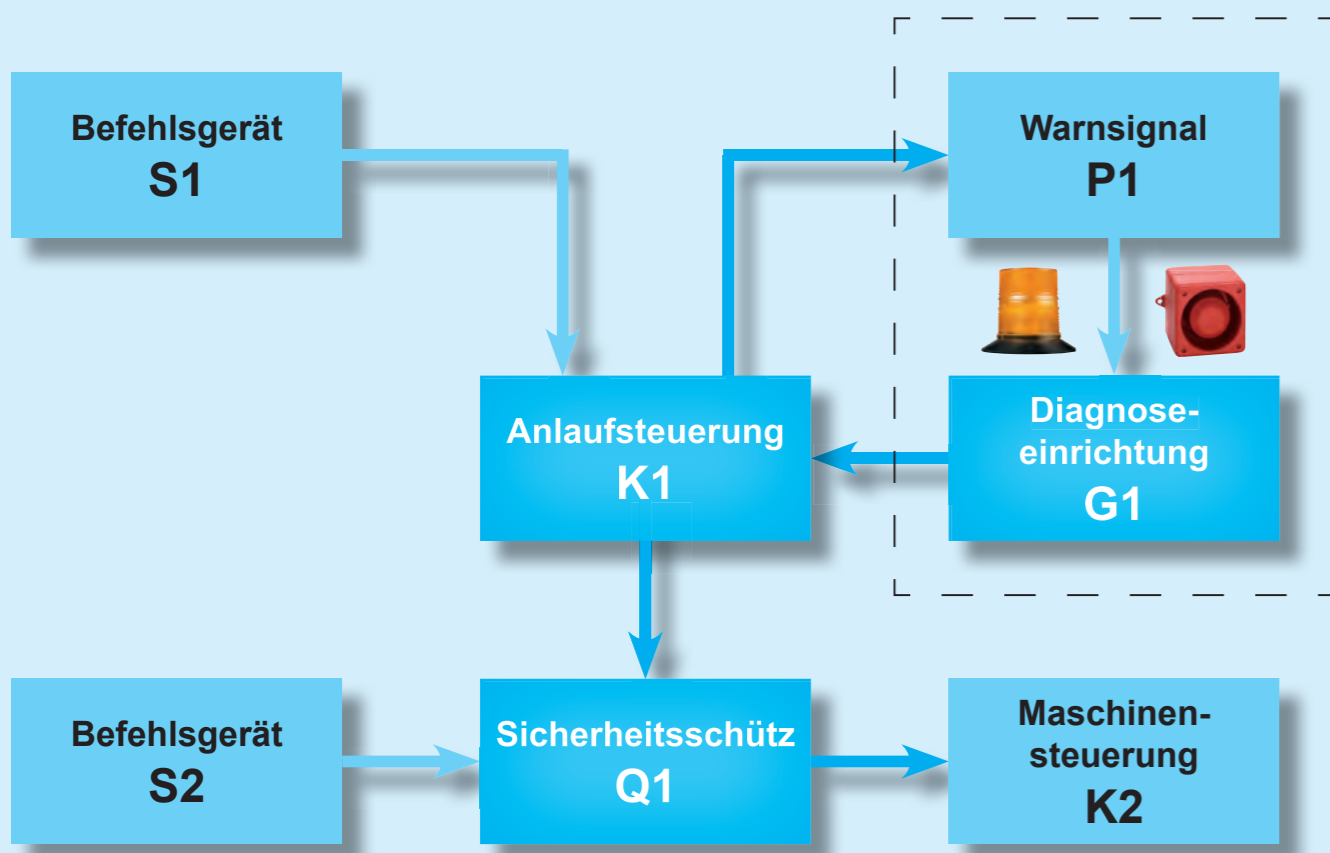 Befehlsgerät
S1
Warnsignal
P1
Anlaufsteuerung
K1
Diagnose-
einrichtung
G1
Befehlsgerät
S2
Sicherheitsschütz
Q1
Maschinen-
steuerung
K2